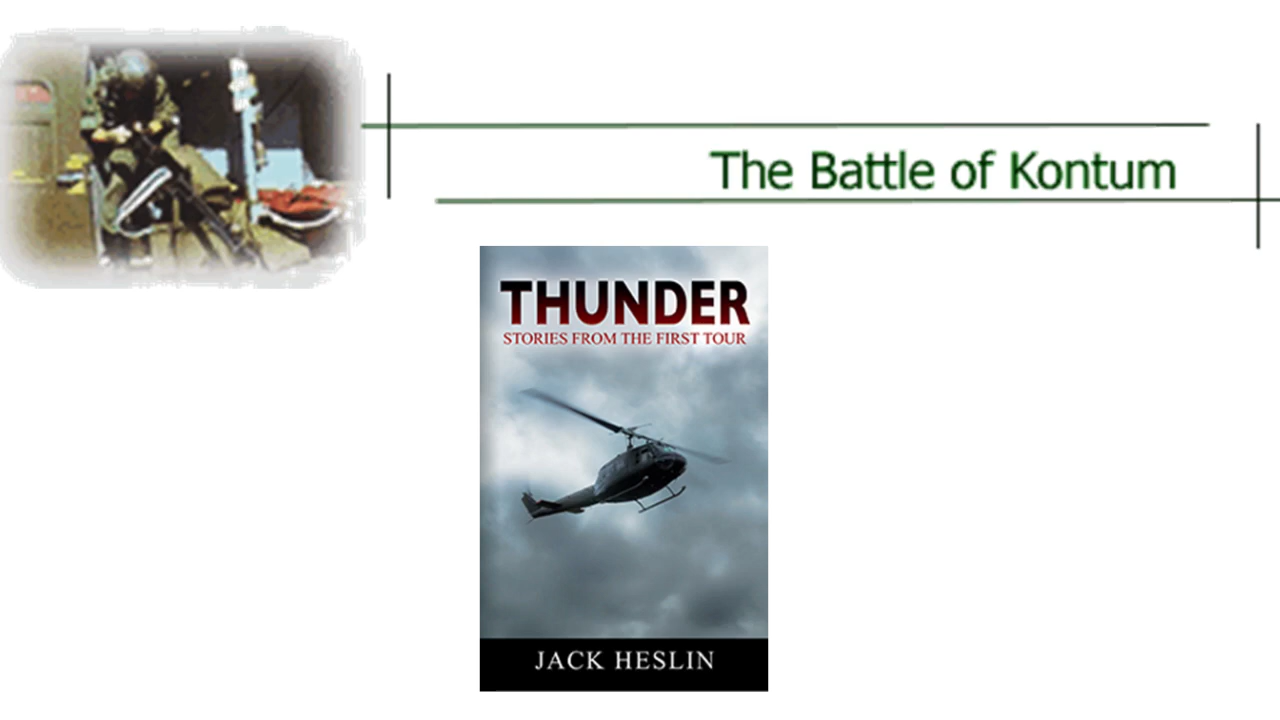 The Battle of Kontum
THUNDER
STORIES FROM THE FIRST TOUR
JACK HESLIN